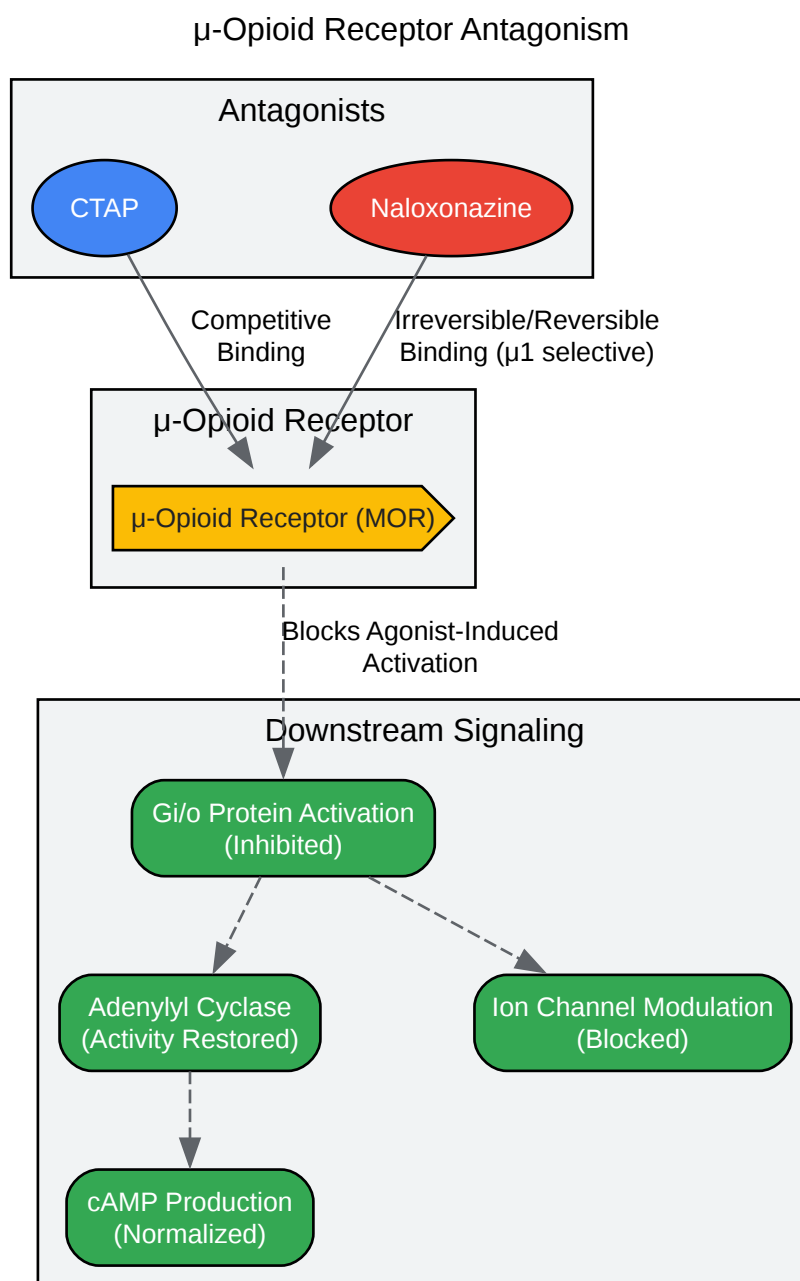 μ-Opioid Receptor Antagonism
Antagonists
CTAP
Naloxonazine
Competitive
Binding
Irreversible/Reversible
Binding (μ1 selective)
μ-Opioid Receptor
μ-Opioid Receptor (MOR)
Blocks Agonist-Induced
Activation
Downstream Signaling
Gi/o Protein Activation
(Inhibited)
Adenylyl Cyclase
(Activity Restored)
Ion Channel Modulation
(Blocked)
cAMP Production
(Normalized)